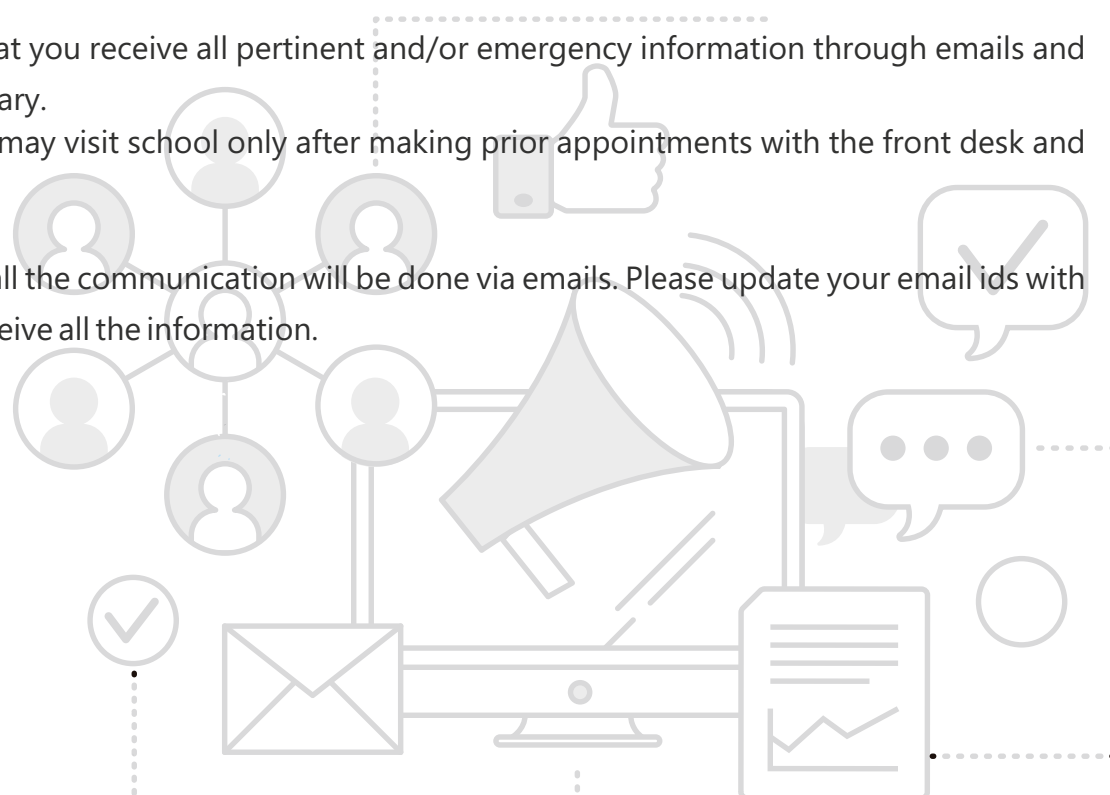 at you receive all pertinent and/or emergency information through emails and
ary.
may visit school only after making prior appointments with the front desk and
all the communication will be done via emails. Please update your email ids with
eive all the information.